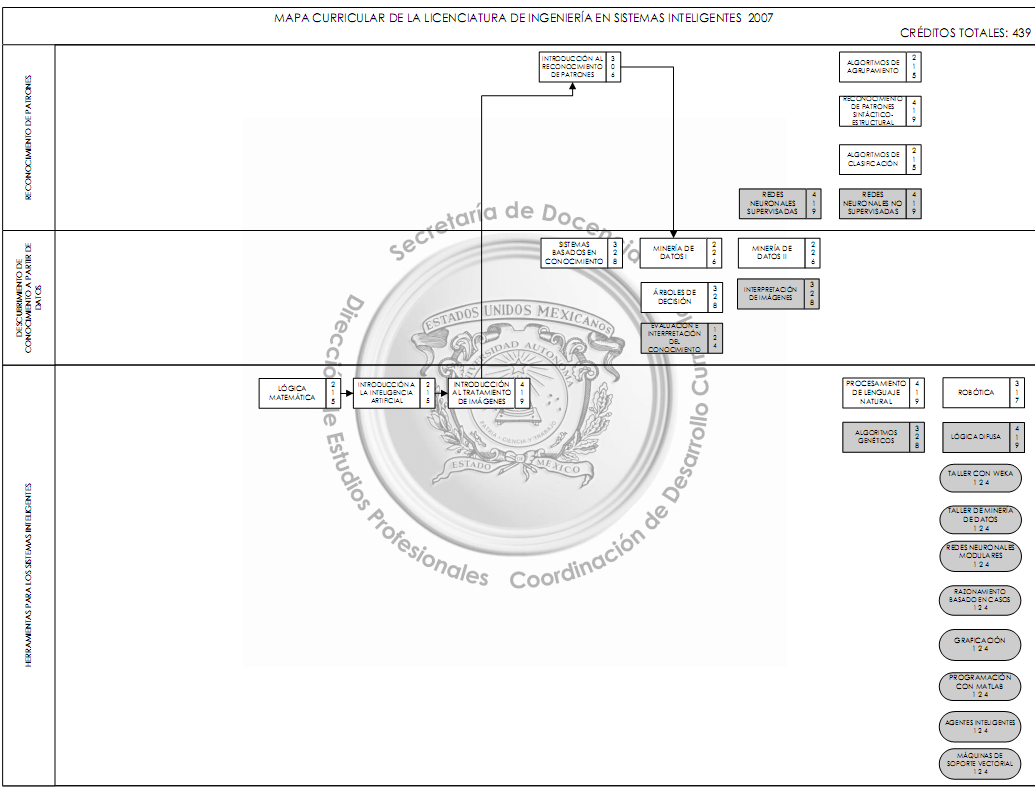 MAPA CURRICULAR DE LA LICENCIATURA DE INGENIERÍA EN SISTEMAS INTELIGENTES 2007
CRÉDITOS TOTALES: 439
RECONOCIMIENTO DE PATRONES
INTRODUCCIÓN AL
RECONOCIMIENTO
DE PATRONES
3
0
6
ALGORITMOS DE
AGRUPAMIENTO
2
1
5
RECONOCIMIENTO
DE PATRONES
SINTÁCTICO-
ESTRUCTURAL
4
1
9
ALGORITMOS DE
CLASIFICACIÓN
2
1
5
REDES
NEURONALES
SUPERVISADAS
4
1
9
REDES
NEURONALES NO
SUPERVISADAS
4
1
9
DESCUBRIMIENTO DE
CONOCIMIENTO A PARTIR DE
DATOS
SISTEMAS
BASADOS EN
CONOCIMIENTO
3
2
8
MINERÍA DE
DATOS I
2
2
6
MINERÍA DE
DATOS II
2
2
6
ÁRBOLES DE
DECISIÓN
3
2
8
INTERPRETACIÓN
DE IMÁGENES
3
2
8
EVALUACIÓN E
INTERPRETACIÓN
DEL
CONOCIMIENTO
1
2
4
HERRAMIENTAS PARA LOS SISTEMAS INTELIGENTES
LÓGICA
MATEMÁTICA
2
1
5
INTRODUCCIÓN A
LA INTELIGENCIA
ARTIFICIAL
2
1
5
INTRODUCCIÓN
AL TRATAMIENTO
DE IMÁGENES
4
1
9
PROCESAMIENTO
DE LENGUAJE
NATURAL
4
1
9
ROBÓTICA
3
1
7
ALGORITMOS
GENÉTICOS
3
2
8
LÓGICA DIFUSA
4
1
9
TALLER CON WEKA
1 2 4
TALLER DE MINERÍA
DE DATOS
1 2 4
REDES NEURONALES
MODULARES
1 2 4
RAZONAMIENTO
BASADO EN CASOS
1 2 4
GRAFICACIÓN
1 2 4
PROGRAMACIÓN
CON MATLAB
1 2 4
AGENTES INTELIGENTES
1 2 4
MÁQUINAS DE
SOPORTE VECTORIAL
1 2 4
Secretaría de Docencia
Dirección de Estudios Profesionales
Coordinación de Desarrollo
ESTADOS UNIDOS MEXICANOS
PATRIA CIENCIA Y TRABAJO
ESTADO DE MÉXICO